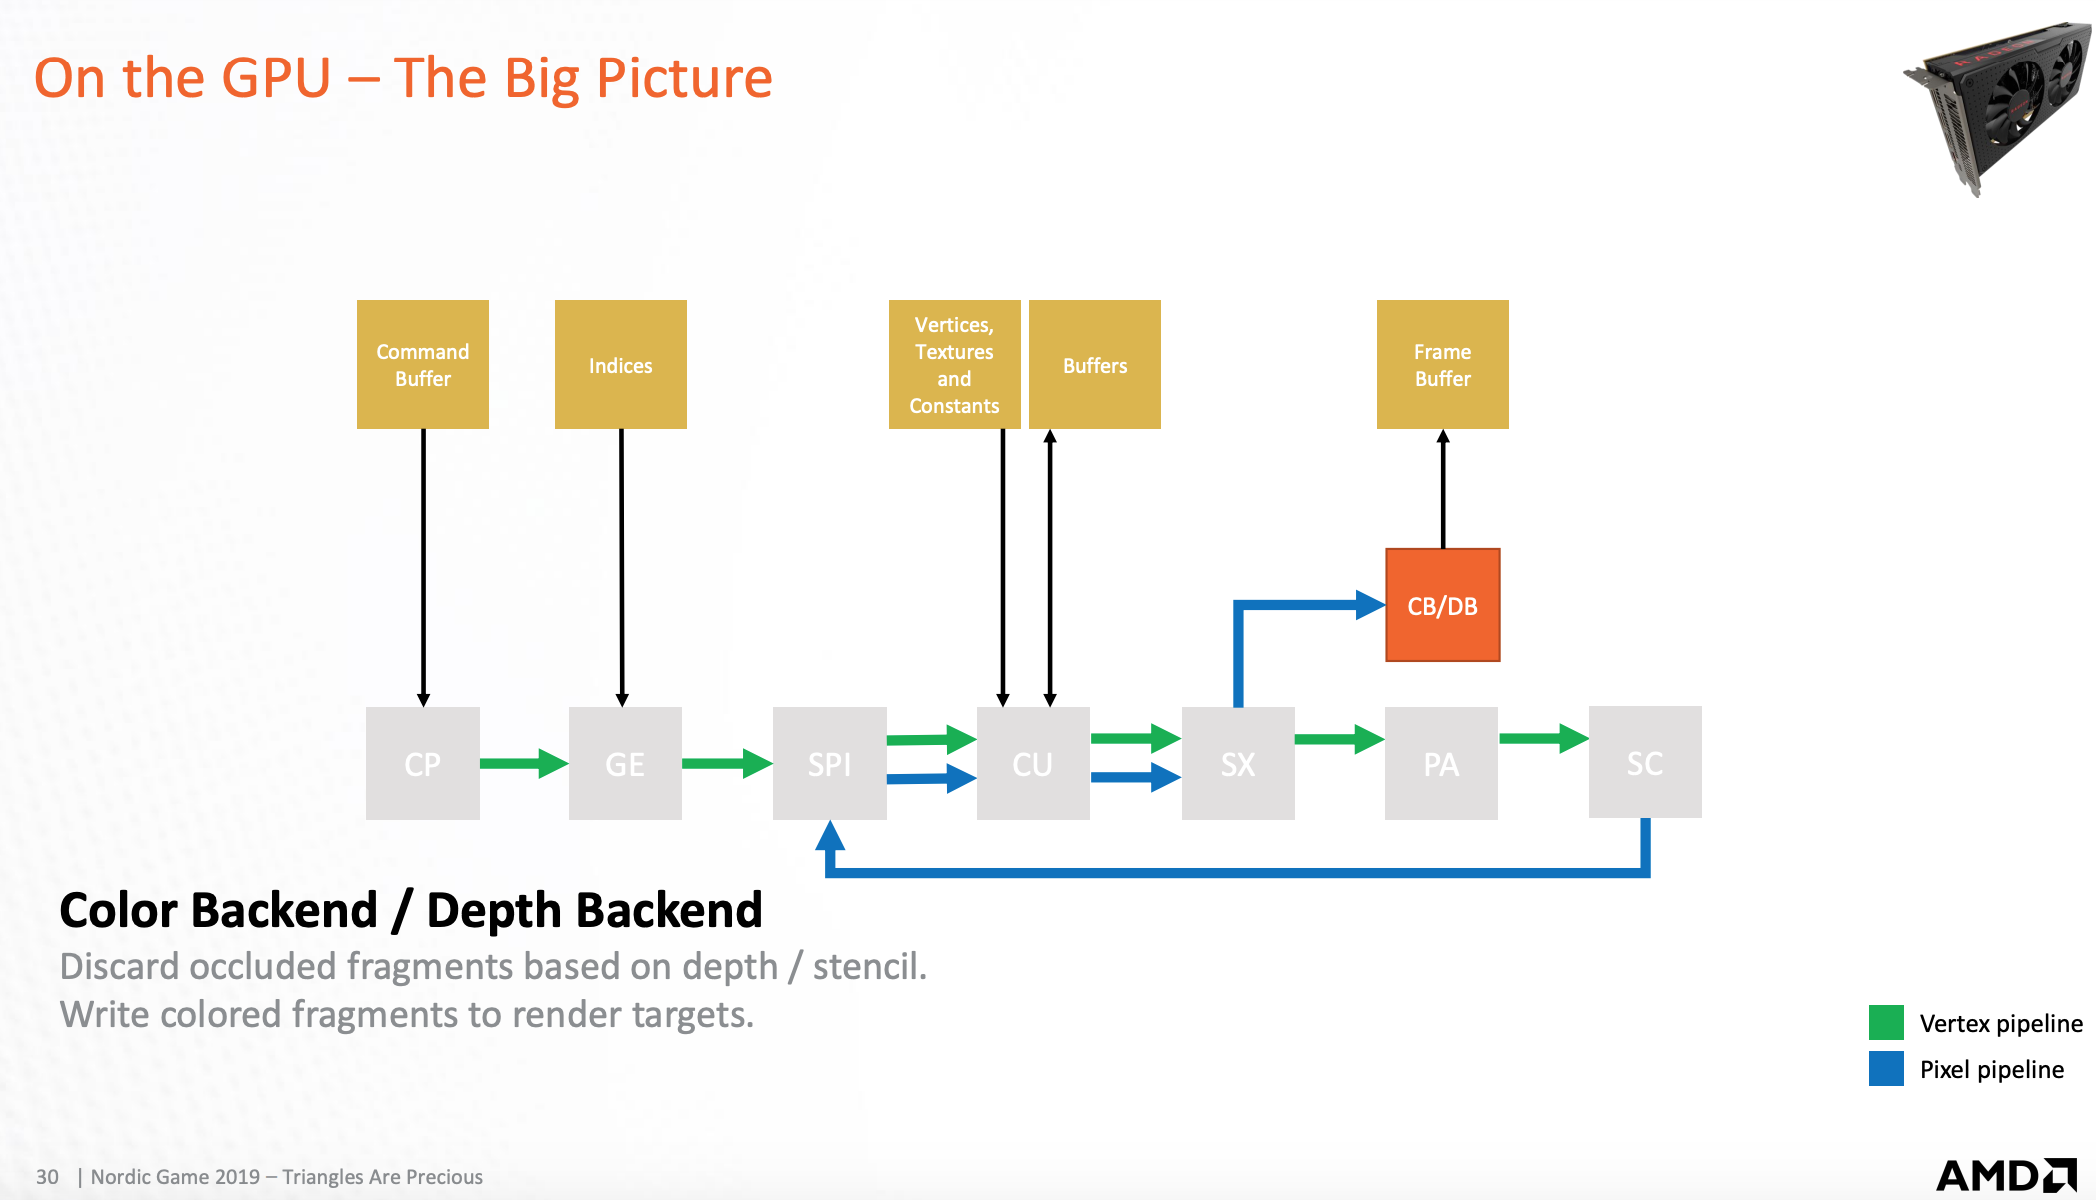 On the GPU – The Big Picture
Command
Buffer
Indices
Vertices,
Textures
and
Constants
Buffers
Frame
Buffer
CB/DB
CP
GE
SPI
CU
SX
PA
SC
Color Backend / Depth Backend
Discard occluded fragments based on depth / stencil.
Write colored fragments to render targets.
Vertex pipeline
Pixel pipeline
30 | Nordic Game 2019 – Triangles Are Precious
AMD
RADEON